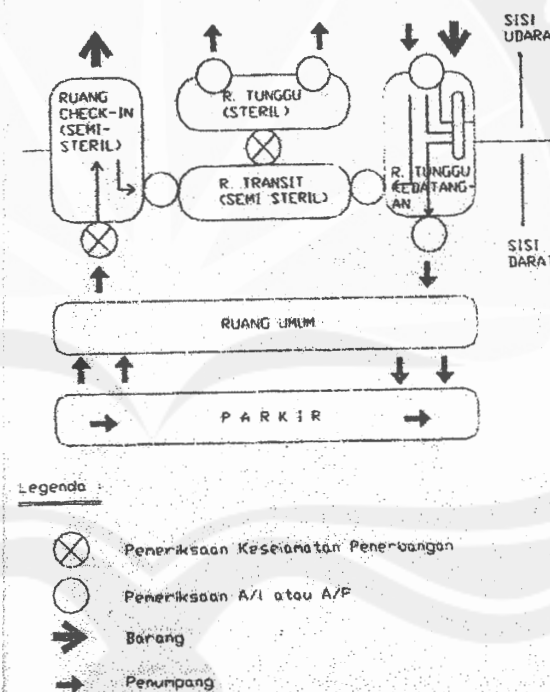 SISI
UDARA
RUANG
CHECK-IN
(SEMI-
STERIL)
R. TUNGGU
(STERIL)
R. TRANSIT
(SEMI STERIL)
R. TUNGGU
KEDATANG-
AN
SISI
DARAT
RUANG UMUM
PARKIR
Legenda :
Pemeriksaan Keselamatan Penerbangan
Pemeriksaan A/I atau A/P
Barang
Penumpang